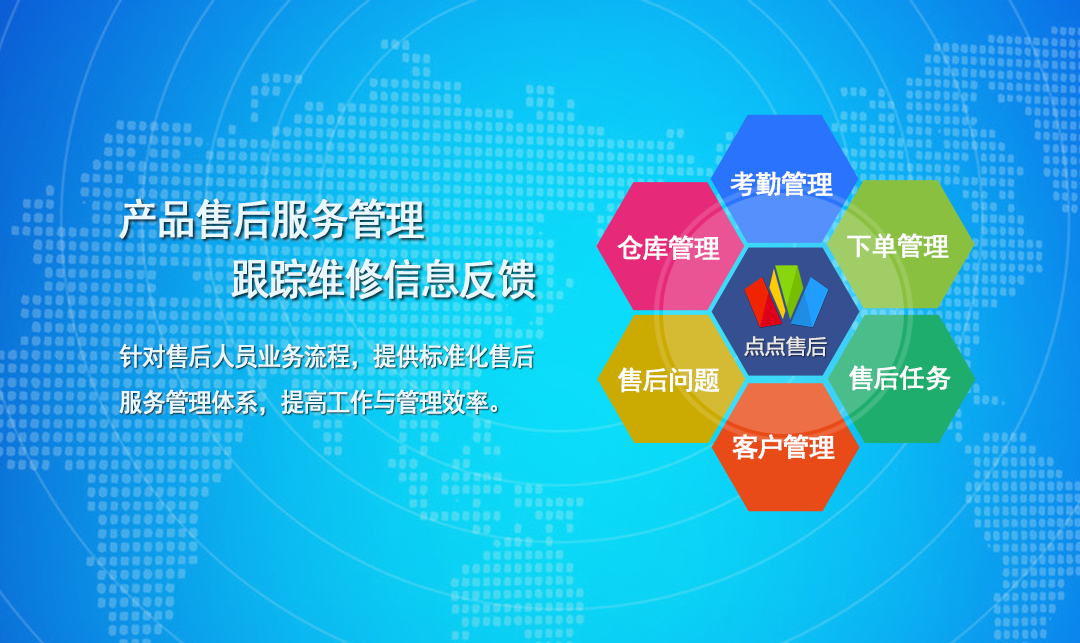 产品售后服务管理
跟踪维修信息反馈
针对售后人员业务流程，提供标准化售后
服务管理体系，提高工作与管理效率。
考勤管理
仓库管理
下单管理
点点售后
售后问题
售后任务
客户管理